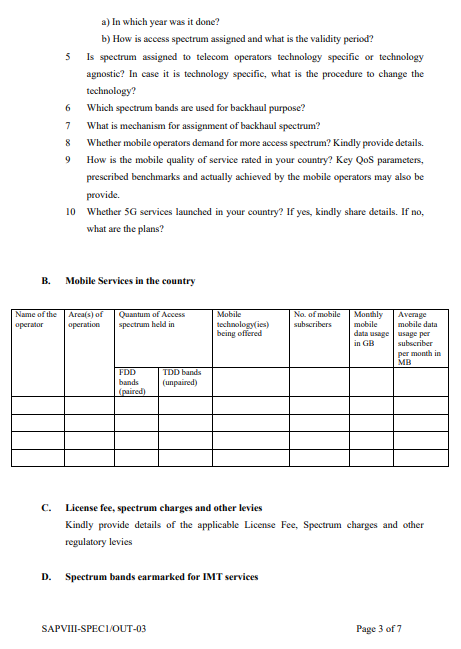 a) In which year was it done?
b) How is access spectrum assigned and what is the validity period?
5 Is spectrum assigned to telecom operators technology specific or technology
agnostic? In case it is technology specific, what is the procedure to change the
technology?
6 Which spectrum bands are used for backhaul purpose?
7 What is mechanism for assignment of backhaul spectrum?
8 Whether mobile operators demand for more access spectrum? Kindly provide details.
9 How is the mobile quality of service rated in your country? Key QoS parameters,
prescribed benchmarks and actually achieved by the mobile operators may also be
provide.
10 Whether 5G services launched in your country? If yes, kindly share details. If no,
what are the plans?
B. Mobile Services in the country
Name of the
operator
Area(s) of
operation
Quantum of Access
spectrum held in
Mobile
technology(ies)
being offered
No. of mobile
subscribers
Monthly
mobile
data usage
in GB
Average
mobile data
usage per
subscriber
per month in
MB
FDD
bands
(paired)
TDD bands
(unpaired)
C. License fee, spectrum charges and other levies
Kindly provide details of the applicable License Fee, Spectrum charges and other
regulatory levies
D. Spectrum bands earmarked for IMT services
SAPVIII-SPEC1/OUT-03 Page 3 of 7